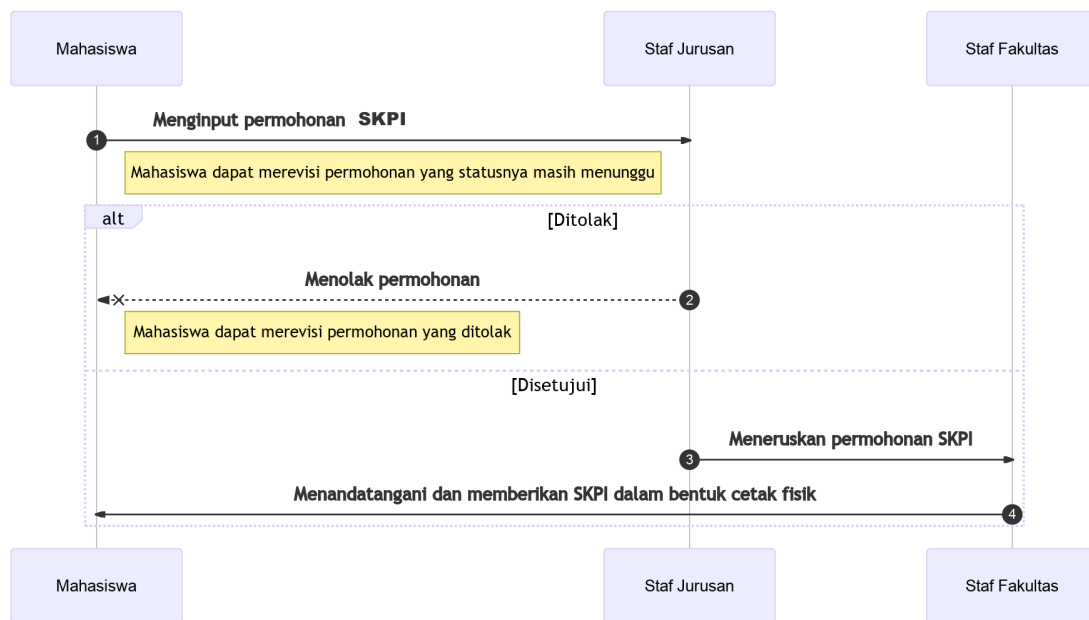 Mahasiswa
Staf Jurusan
Staf Fakultas
Menginput permohonan SKPI
1
Mahasiswa dapat merevisi permohonan yang statusnya masih menunggu
alt
[Ditolak]
Menolak permohonan
2
Mahasiswa dapat merevisi permohonan yang ditolak
[Disetujui]
Meneruskan permohonan SKPI
3
Menandatangani dan memberikan SKPI dalam bentuk cetak fisik
4
Mahasiswa
Staf Jurusan
Staf Fakultas